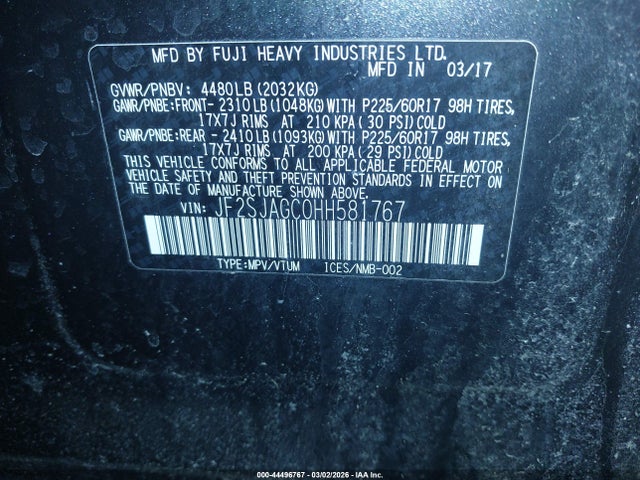 MFD BY FUJI HEAVY INDUSTRIES LTD.
MFD IN 03/17
GVWR/PNBV: 4480LB (2032KG)
GAWR/PNBE:FRONT- 2310LB (1048KG) WITH P225/60R17 98H TIRES,
17X7J RIMS AT 210 KPA ( 30 PSI) COLD
GAWR/PNBE:REAR - 2410LB (1093KG) WITH P225/60R17 98H TIRES,
17X7J RIMS AT 200 KPA (29 PSI) COLD
THIS VEHICLE CONFORMS TO ALL APPLICABLE FEDERAL MOTOR
VEHICLE SAFETY AND THEFT PREVENTION STANDARDS IN EFFECT ON
THE DATE OF MANUFACTURE SHOWN ABOVE.
VIN: JF2SJAGC0HH581767
TYPE:MPV/VTUM ICES/NMB-002
000-44496767 - 03/02/2026 - IAA Inc.